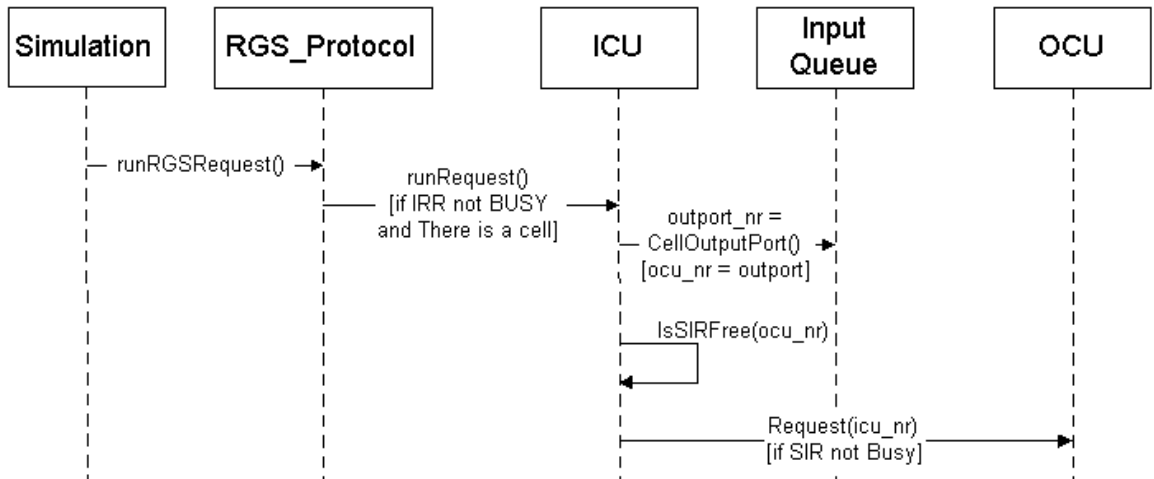 Simulation
RGS_Protocol
ICU
Input
Queue
OCU
runRGSRequest()
runRequest()
[if IRR not BUSY
and There is a cell]
outport_nr =
CellOutputPort()
[ocu_nr = outport]
IsSIRFree(ocu_nr)
Request(icu_nr)
[if SIR not Busy]